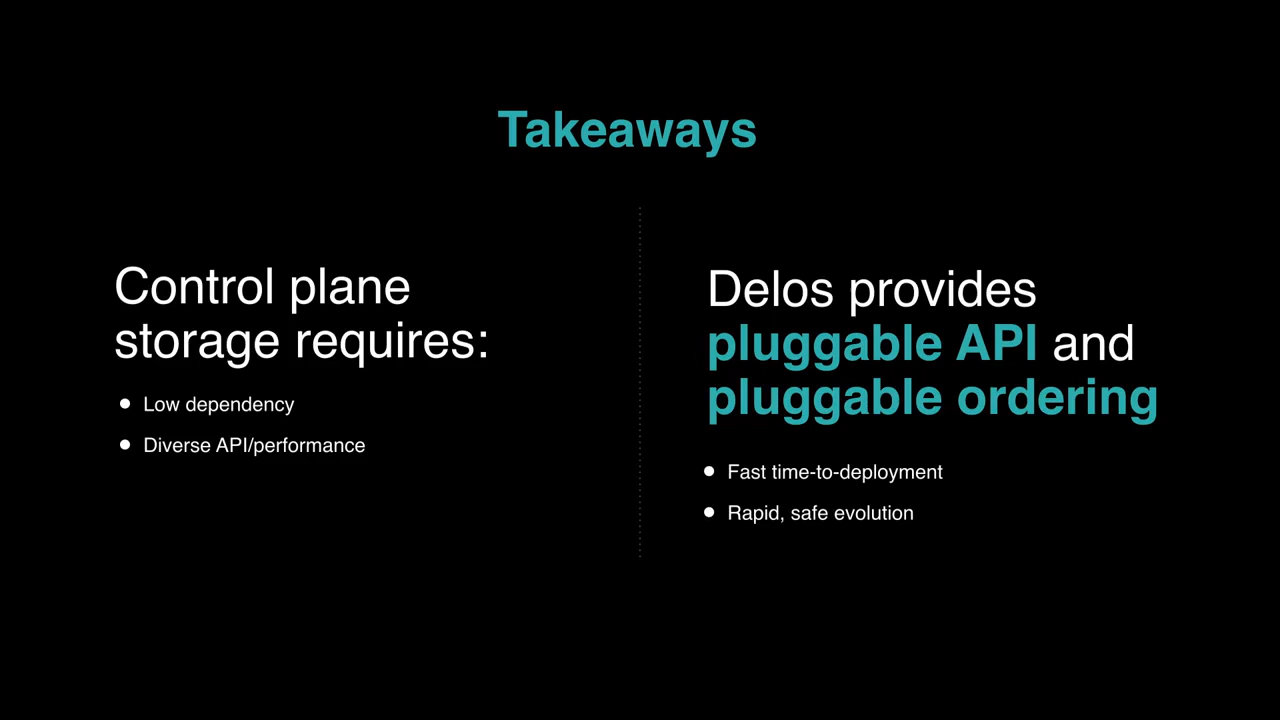 Takeaways
Control plane
storage requires:
Low dependency
Diverse API/performance
Delos provides
pluggable API and
pluggable ordering
Fast time-to-deployment
Rapid, safe evolution